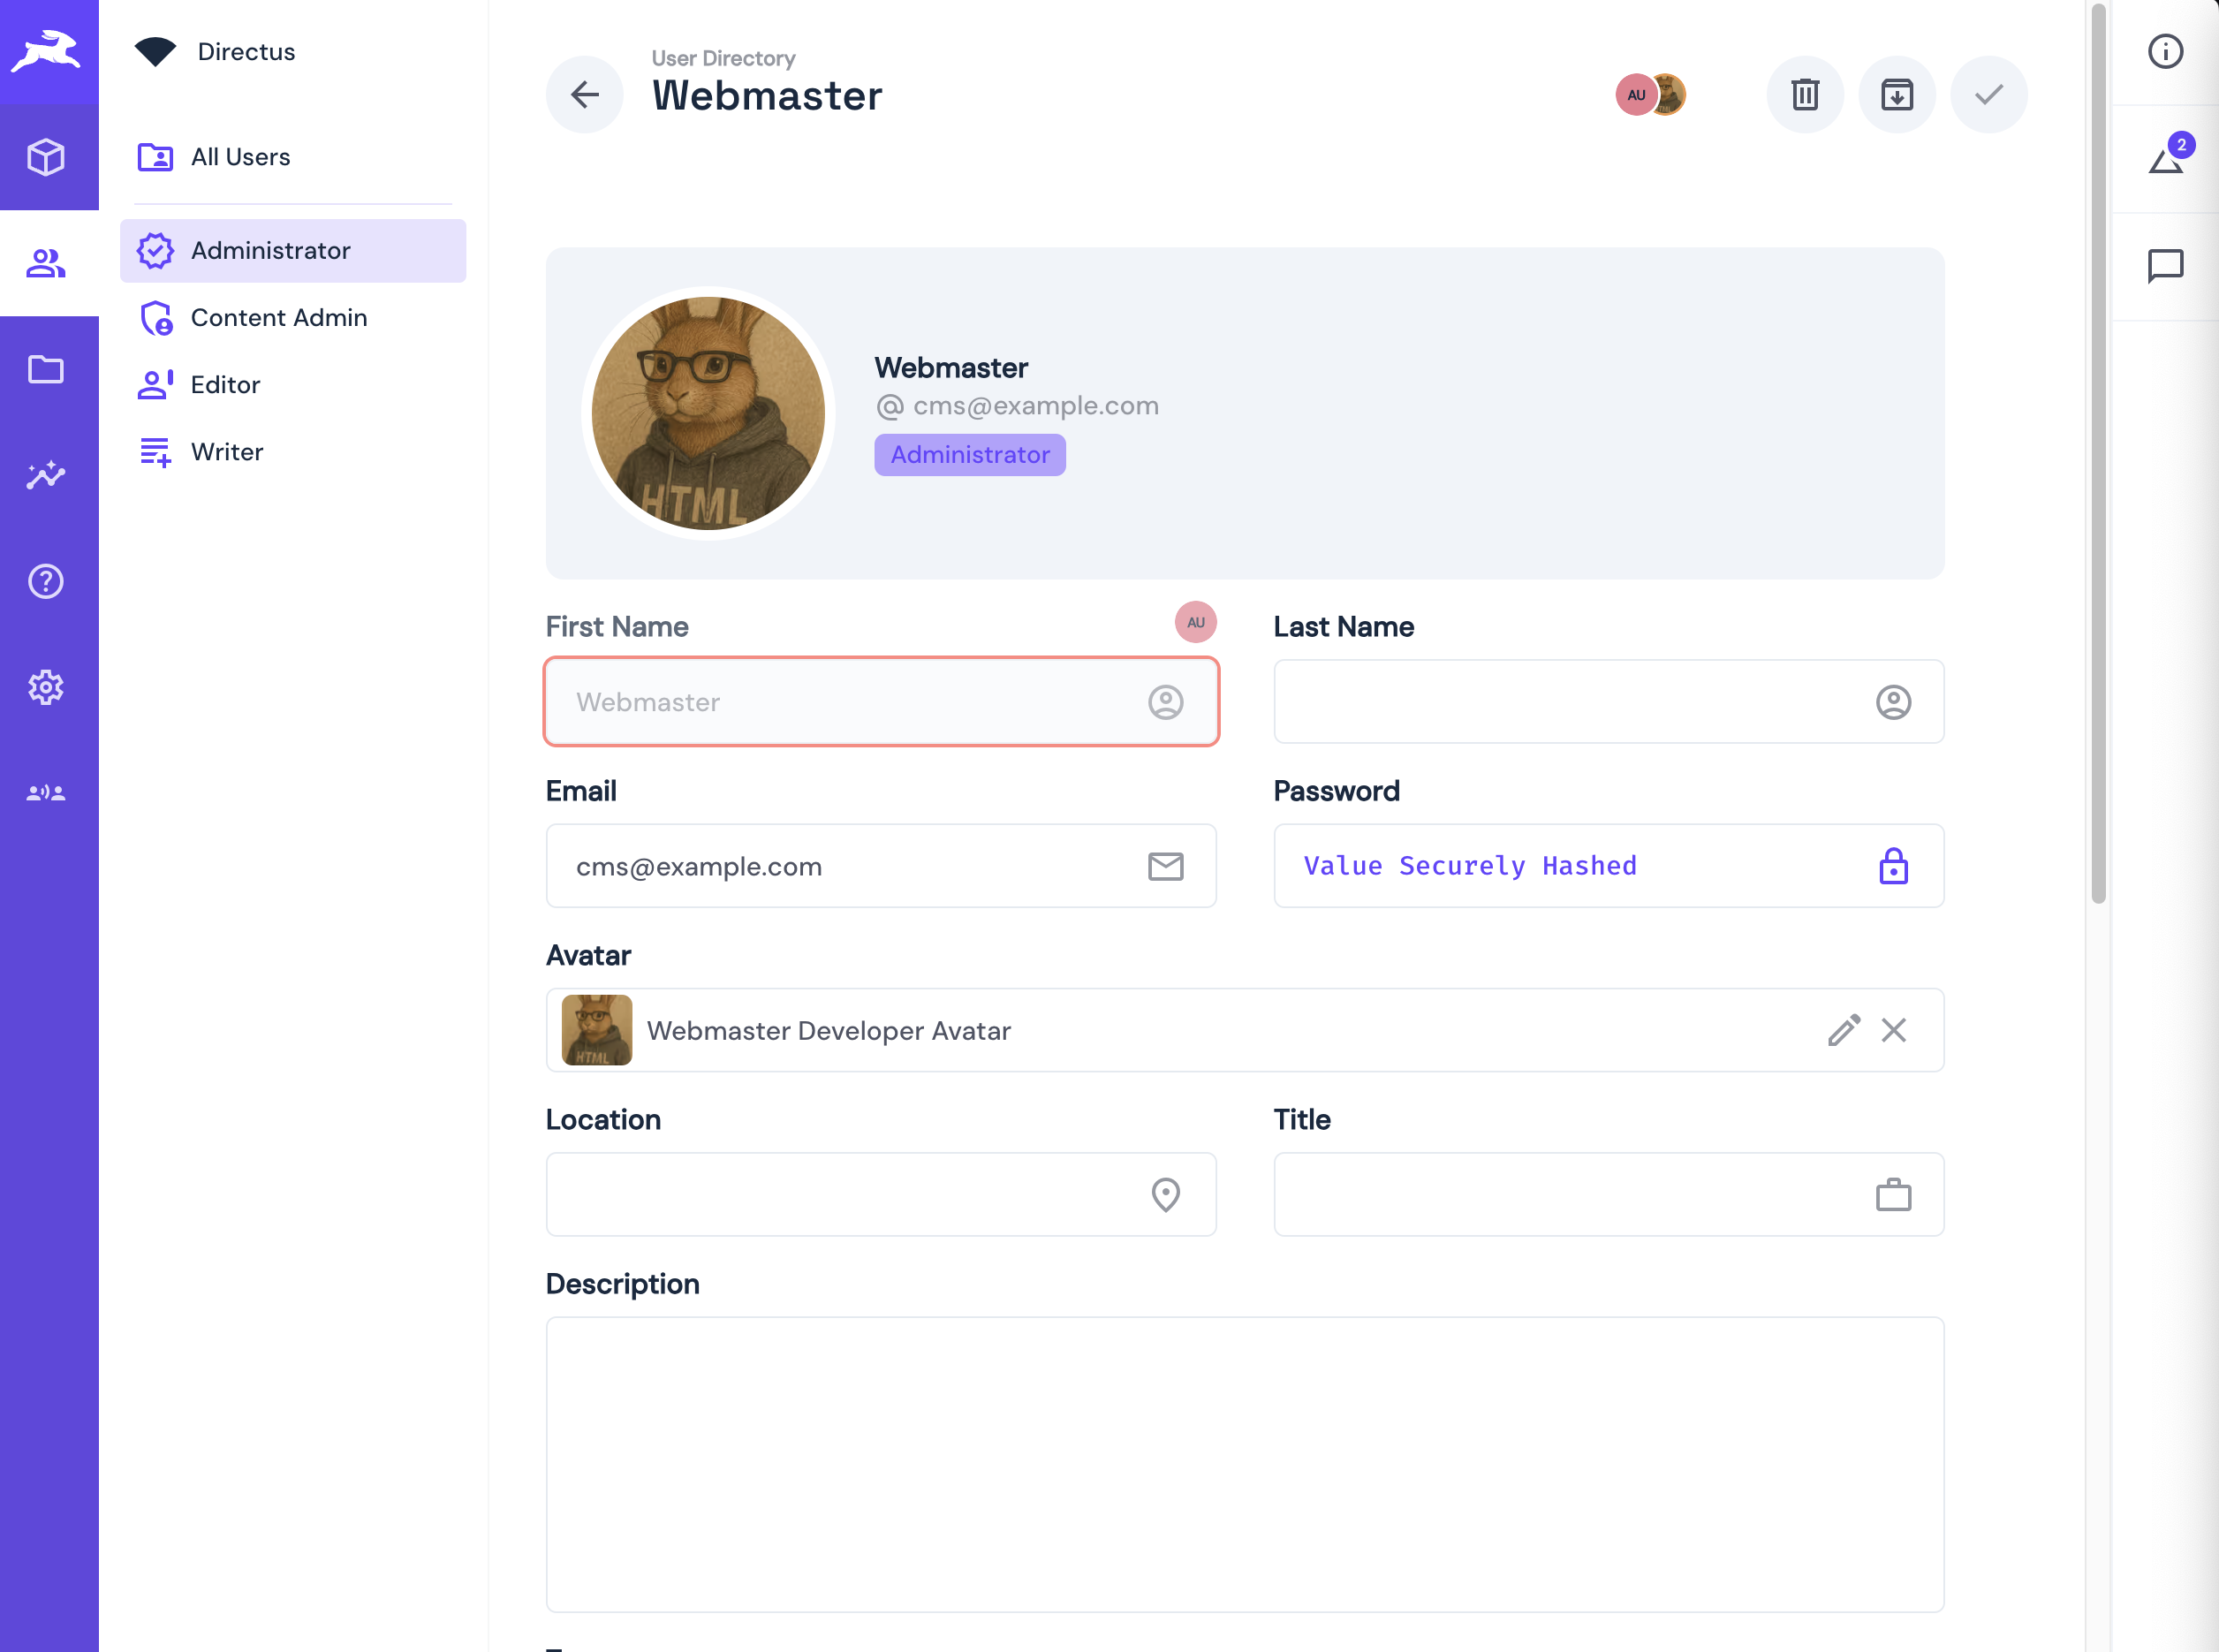 Directus
All Users
Administrator
Content Admin
Editor
Writer
User Directory
Webmaster
AU
2
HTML
Webmaster
cms@example.com
Administrator
First Name
AU
Last Name
Webmaster
Email
Password
cms@example.com
Value Securely Hashed
Avatar
HTML
Webmaster Developer Avatar
Location
Title
Description